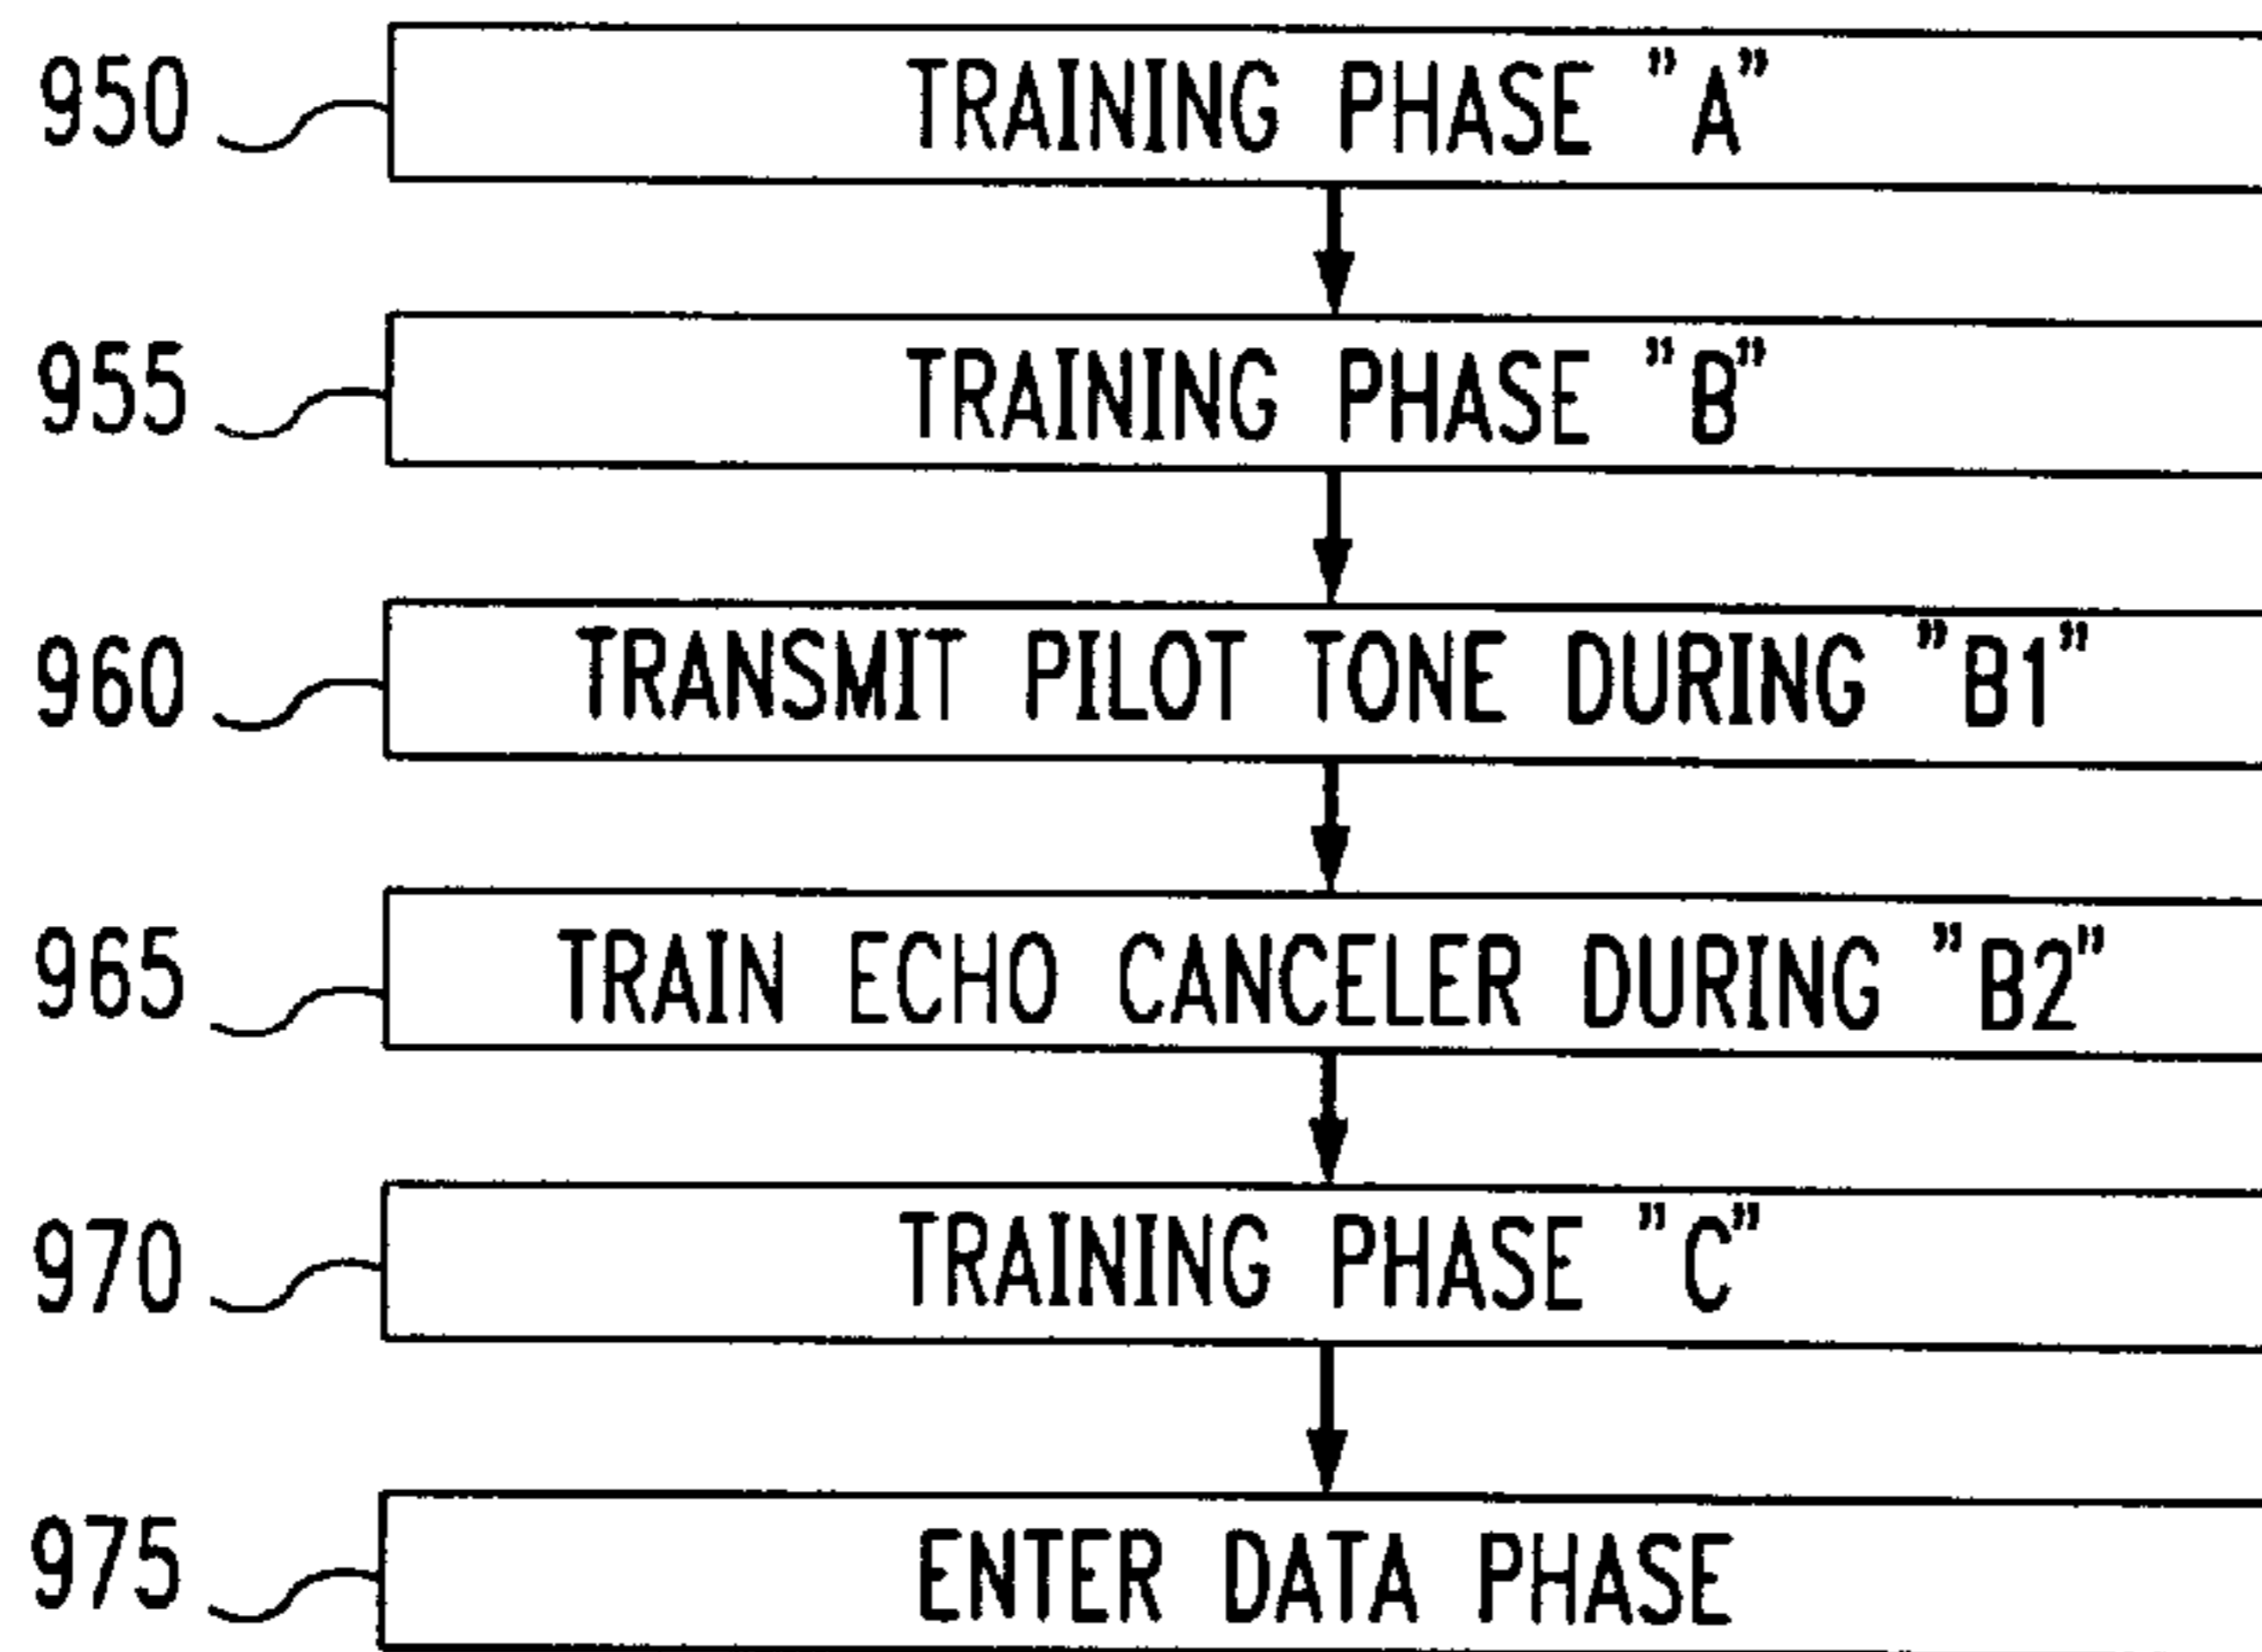 950 TRAINING PHASE "A"
955 TRAINING PHASE "B"
960 TRANSMIT PILOT TONE DURING "B1"
965 TRAIN ECHO CANCELER DURING "B2"
970 TRAINING PHASE "C"
975 ENTER DATA PHASE